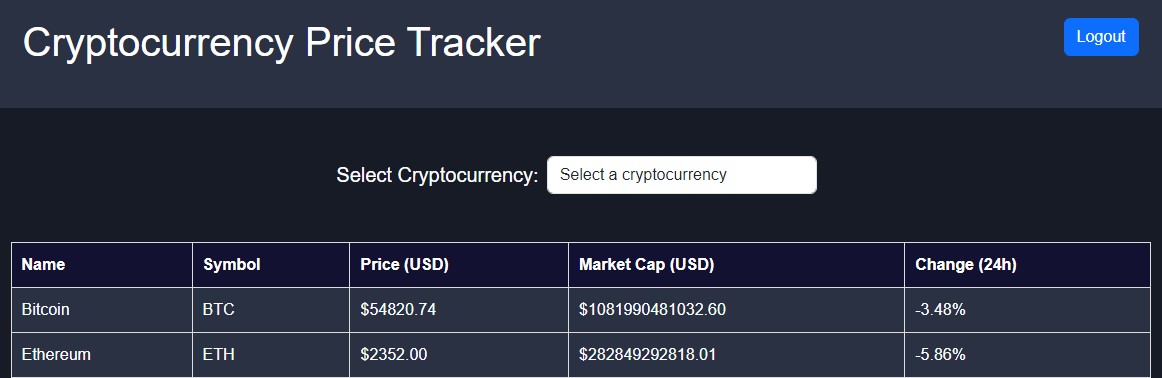 Cryptocurrency Price Tracker
Logout
Select Cryptocurrency: Select a cryptocurrency
Name Symbol Price (USD) Market Cap (USD) Change (24h)
Bitcoin BTC $54820.74 $1081990481032.60 -3.48%
Ethereum ETH $2352.00 $282849292818.01 -5.86%